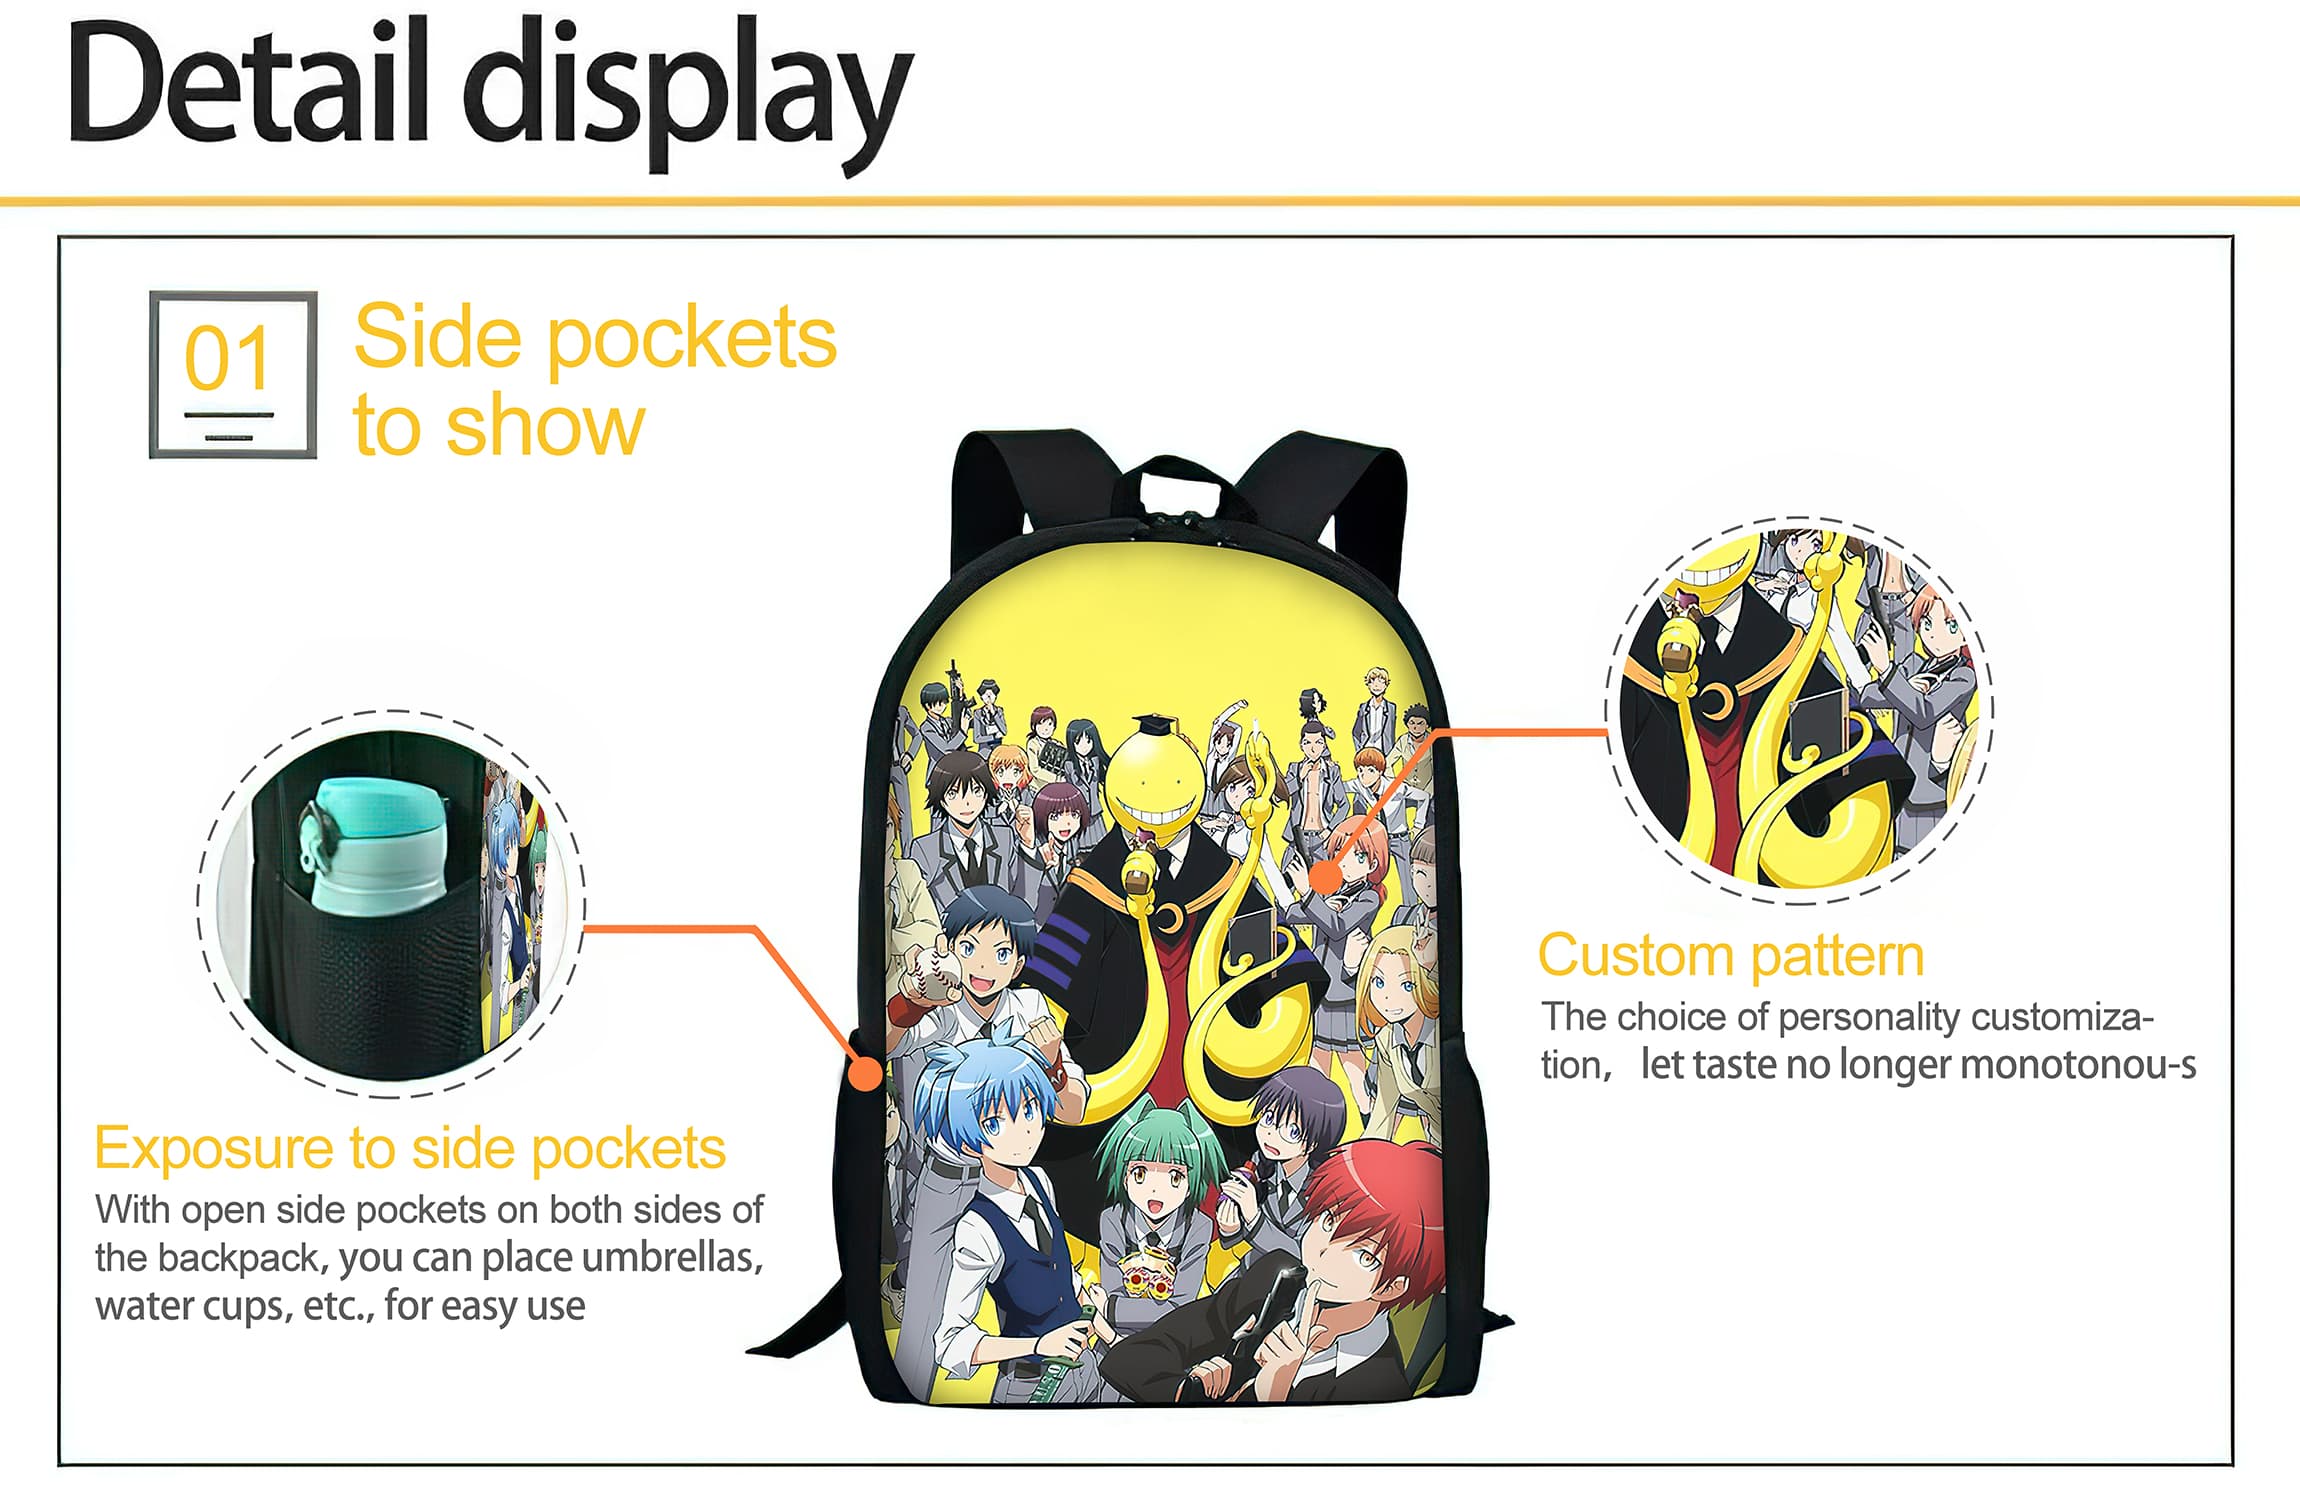 Detail display
01
Side pockets
to show
Exposure to side pockets
With open side pockets on both sides of
the backpack, you can place umbrellas,
water cups, etc., for easy use
Custom pattern
The choice of personality customiza-
tion, let taste no longer monotonou-s